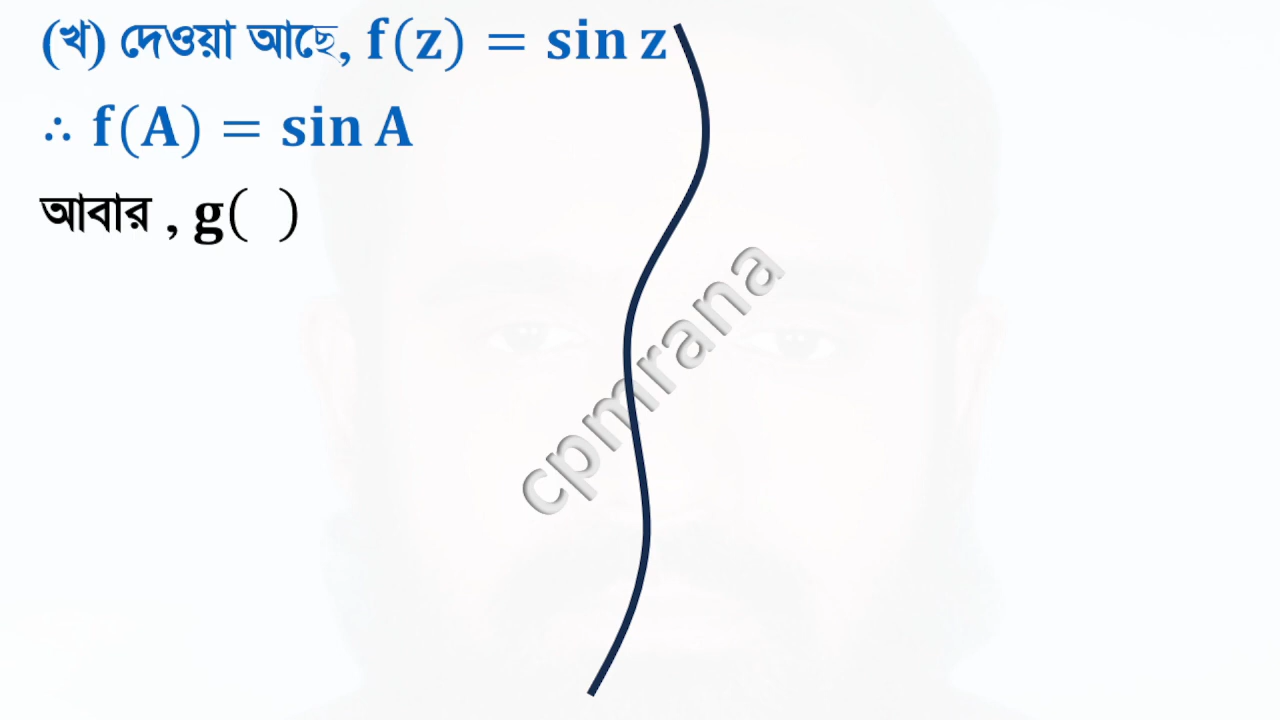 (খ) দেওয়া আছে, f(z) = sin z
∴ f(A) = sin A
আবার , g( )
cpmrana